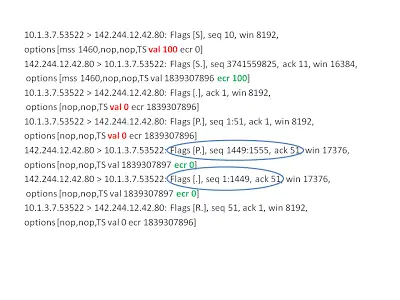 10.1.3.7.53522 > 142.244.12.42.80: Flags [S], seq 10, win 8192,
options [mss 1460,nop,nop,TS val 100 ecr 0]
142.244.12.42.80 > 10.1.3.7.53522: Flags [S.], seq 3741559825, ack 11, win 16384,
options [mss 1460,nop,nop,TS val 1839307896 ecr 100]
10.1.3.7.53522 > 142.244.12.42.80: Flags [.], ack 1, win 8192,
options [nop,nop,TS val 0 ecr 1839307896]
10.1.3.7.53522 > 142.244.12.42.80: Flags [P.], seq 1:51, ack 1, win 8192,
options [nop,nop,TS val 0 ecr 1839307896]
142.244.12.42.80 > 10.1.3.7.53522: Flags [P.], seq 1449:1555, ack 51, win 17376,
options [nop,nop,TS val 1839307897 ecr 0]
142.244.12.42.80 > 10.1.3.7.53522: Flags [.], seq 1:1449, ack 51, win 17376,
options [nop,nop,TS val 1839307897 ecr 0]
10.1.3.7.53522 > 142.244.12.42.80: Flags [R.], seq 51, ack 1, win 8192,
options [nop,nop,TS val 0 ecr 1839307896]